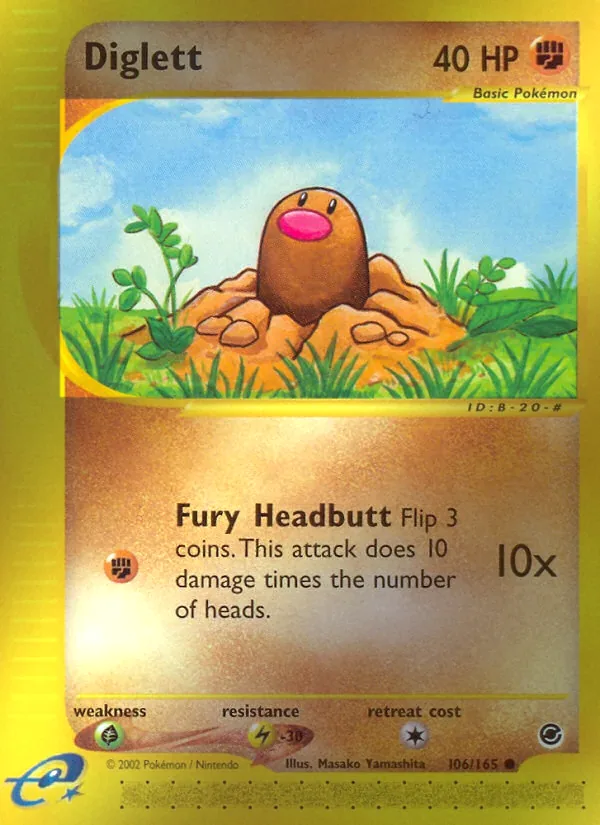 Diglett 40 HP
Basic Pokémon
ID:B-20-#
Fury Headbutt Flip 3
coins. This attack does 10
damage times the number
of heads.
10x
weakness resistance retreat cost
-30
© 2002 Pokémon / Nintendo Illus. Masako Yamashita 106/165
e